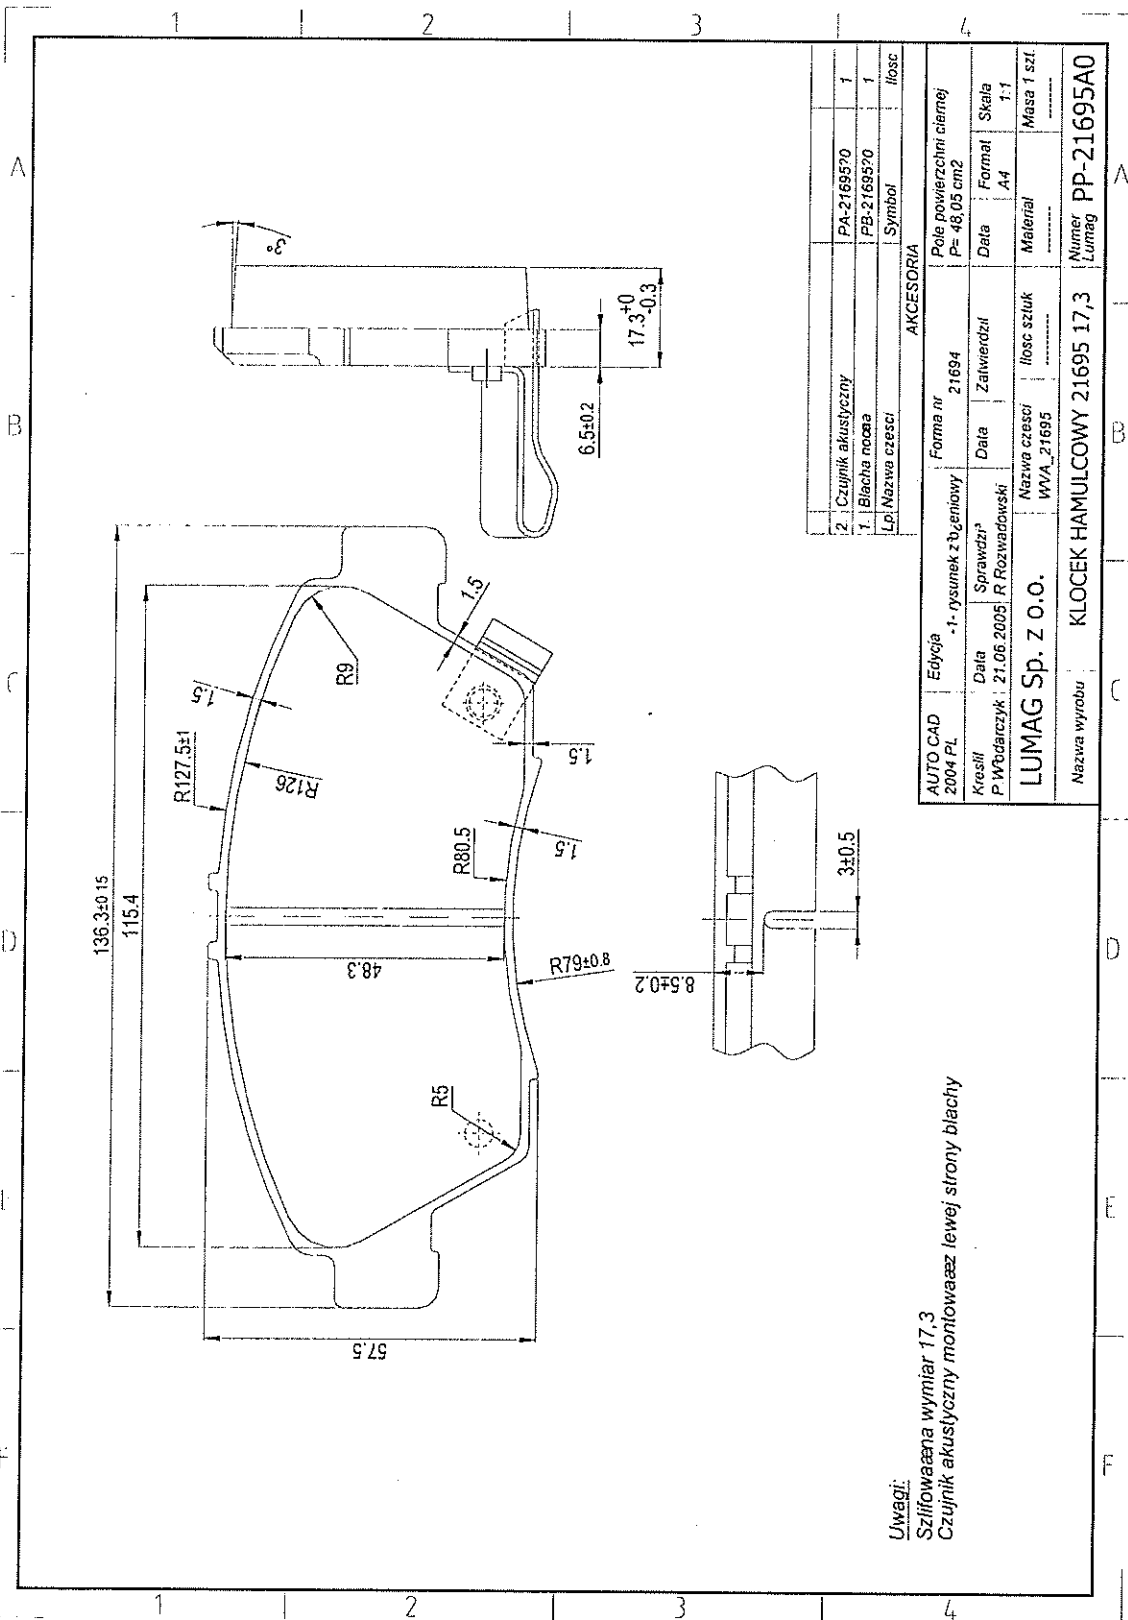 1
2
3
4
A
B
C
D
E
F
136.3±0.15
115.4
57.5
48.3
R127.5±1
R126
1.5
R9
1.5
1.5
1.5
R80.5
R79±0.8
R5
3°
17.3 +0 -0.3
6.5±0.2
8.5±0.2
3±0.5
2. Czujnik akustyczny PA-21695?0 1
1. Blacha PB-21695?0 1
Lp Nazwa czesci Symbol Ilosc
AKCESORIA
AUTO CAD 2004 PL
Edycja -1- rysunek
Forma nr 21694
Pole powierzchni ciernej
P= 48,05 cm2
Kreslil
Data 21.06.2005
R Rozwadowski
Data
Zatwierdzil
Data
Format A4
Skala 1:1
LUMAG Sp. z o.o.
Nazwa czesci WVA_21695
Ilosc sztuk ----------
Material ----------
Masa 1 szt. ----------
Nazwa wyrobu
KLOCEK HAMULCOWY 21695 17,3
Numer Lumag PP-21695A0
Uwagi:
Szlifowaæna wymiar 17,3
Czujnik akustyczny montowaæz lewej strony blachy
1
2
3
4
A
B
C
D
E
F